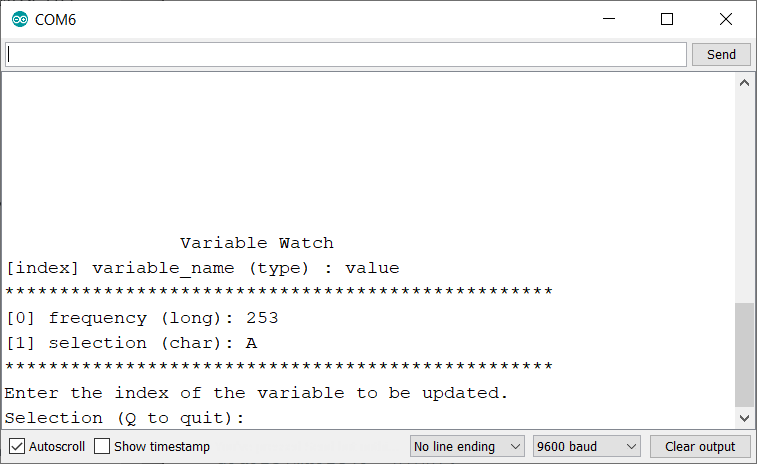 COM6
Send
Variable Watch
[index] variable_name (type) : value
**************************************************
[0] frequency (long): 253
[1] selection (char): A
**************************************************
Enter the index of the variable to be updated.
Selection (Q to quit):
Autoscroll Show timestamp No line ending 9600 baud Clear output